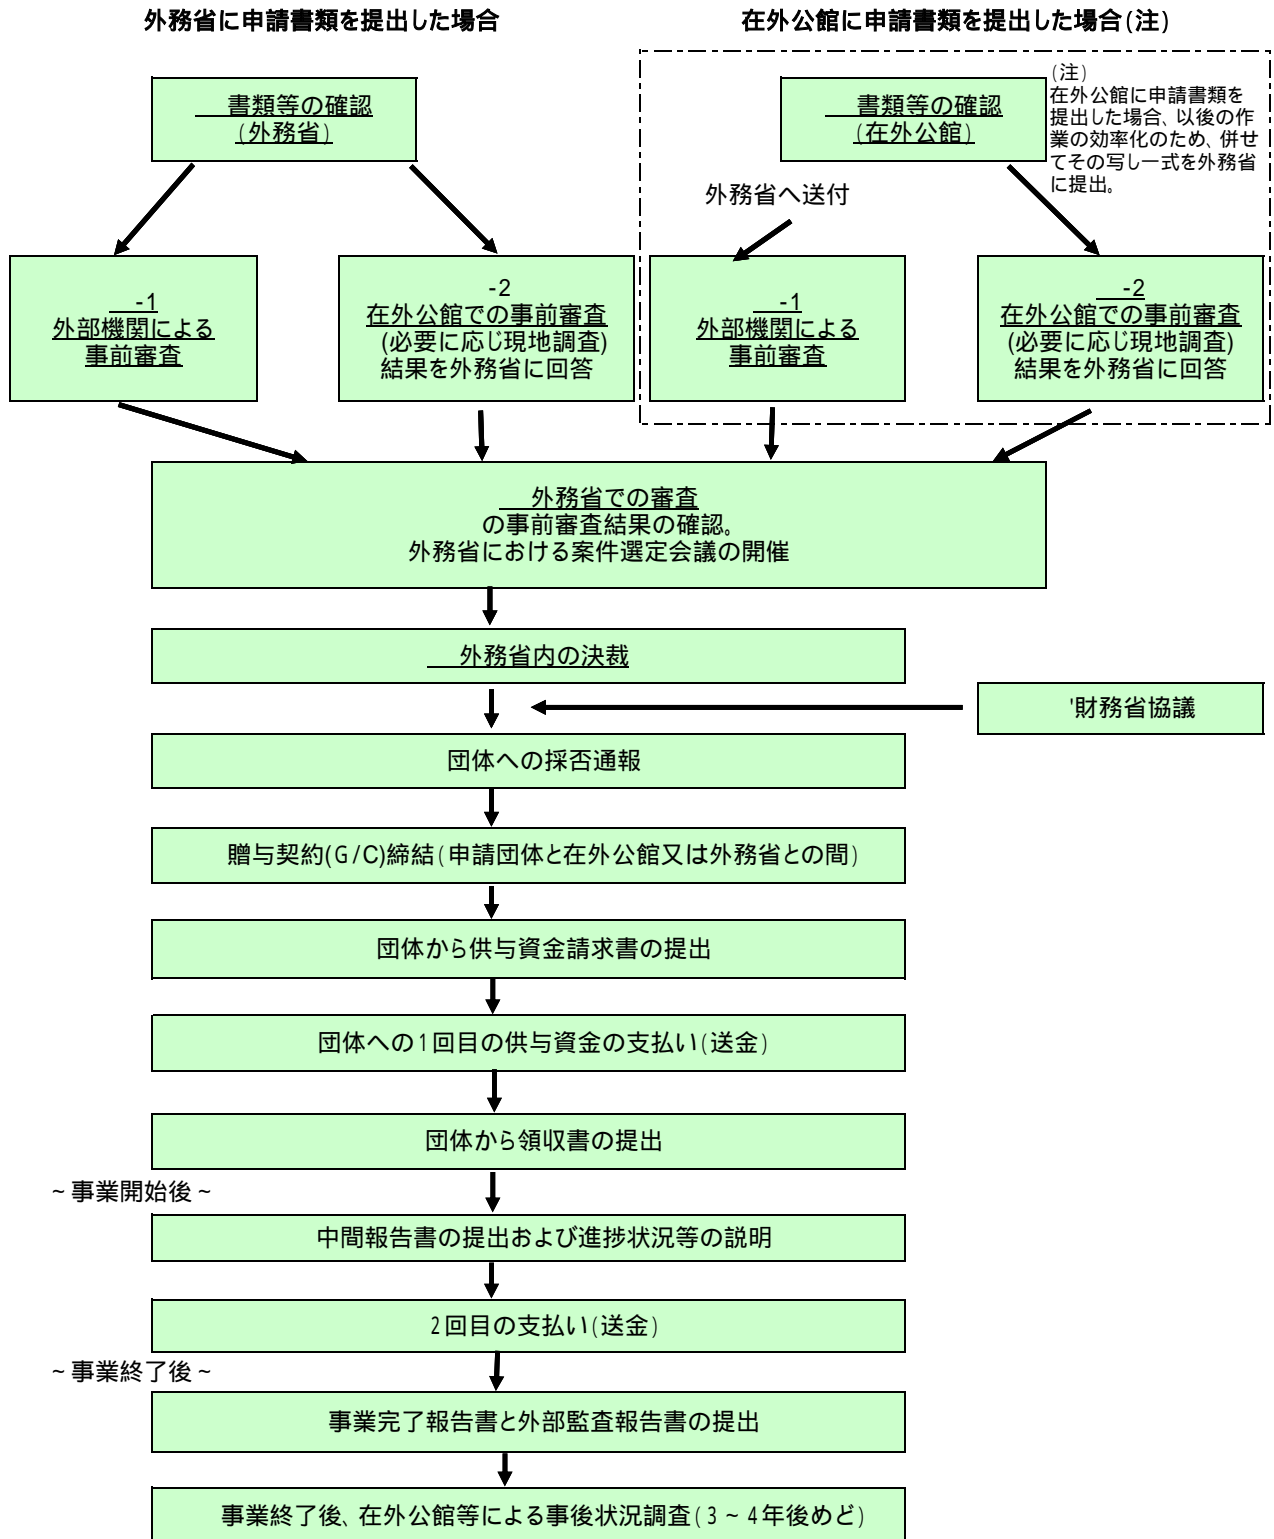 外務省に申請書類を提出した場合
在外公館に申請書類を提出した場合(注)
書類等の確認
(外務省)
書類等の確認
(在外公館)
(注)
在外公館に申請書類を
提出した場合、以後の作
業の効率化のため、併せ
てその写し一式を外務省
に提出。
外務省へ送付
-1
外部機関による
事前審査
-2
在外公館での事前審査
(必要に応じ現地調査)
結果を外務省に回答
-1
外部機関による
事前審査
-2
在外公館での事前審査
(必要に応じ現地調査)
結果を外務省に回答
外務省での審査
の事前審査結果の確認。
外務省における案件選定会議の開催
外務省内の決裁
'財務省協議
団体への採否通報
贈与契約(G/C)締結(申請団体と在外公館又は外務省との間)
団体から供与資金請求書の提出
団体への1回目の供与資金の支払い(送金)
団体から領収書の提出
~事業開始後~
中間報告書の提出および進捗状況等の説明
2回目の支払い(送金)
~事業終了後~
事業完了報告書と外部監査報告書の提出
事業終了後、在外公館等による事後状況調査(3~4年後めど)